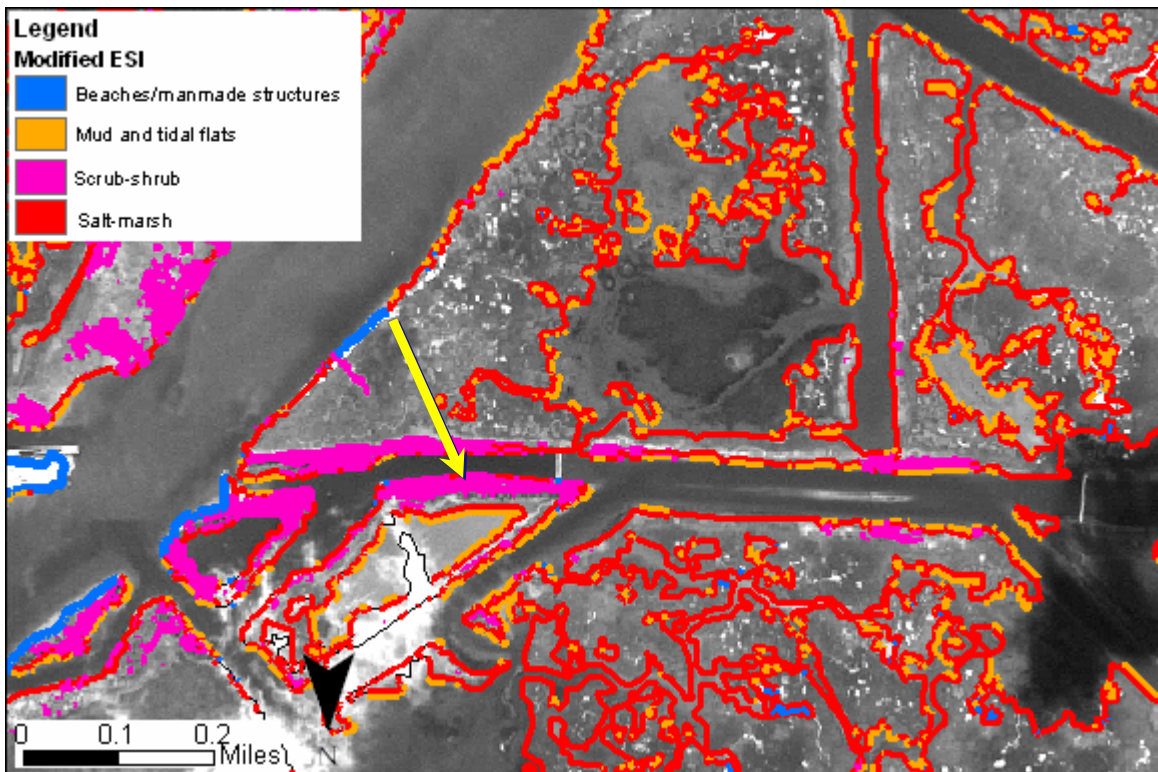 Legend
Modified ESI
Beaches/manmade structures
Mud and tidal flats
Scrub-shrub
Salt-marsh
0 0.1 0.2
Miles
N